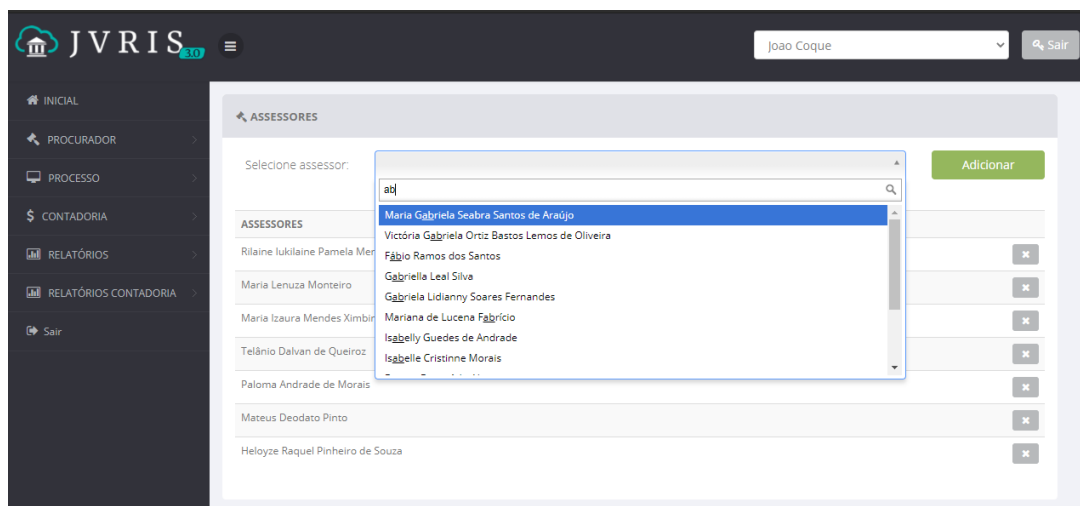 JVRIS 3.0
Joao Coque
Sair
INICIAL
PROCURADOR
PROCESSO
$ CONTADORIA
RELATÓRIOS
RELATÓRIOS CONTADORIA
Sair
ASSESSORES
Selecione assessor:
Adicionar
ab
Maria Gabriela Seabra Santos de Araújo
Victória Gabriela Ortiz Bastos Lemos de Oliveira
Fábio Ramos dos Santos
Gabriella Leal Silva
Gabriela Lidianny Soares Fernandes
Mariana de Lucena Fabrício
Isabelly Guedes de Andrade
Isabelle Cristinne Morais
ASSESSORES
Rilaine Iukilaine Pamela
Maria Lenuza Monteiro
Maria Izaura Mendes
Telânio Dalvan de Queiroz
Paloma Andrade de Morais
Mateus Deodato Pinto
Heloyze Raquel Pinheiro de Souza